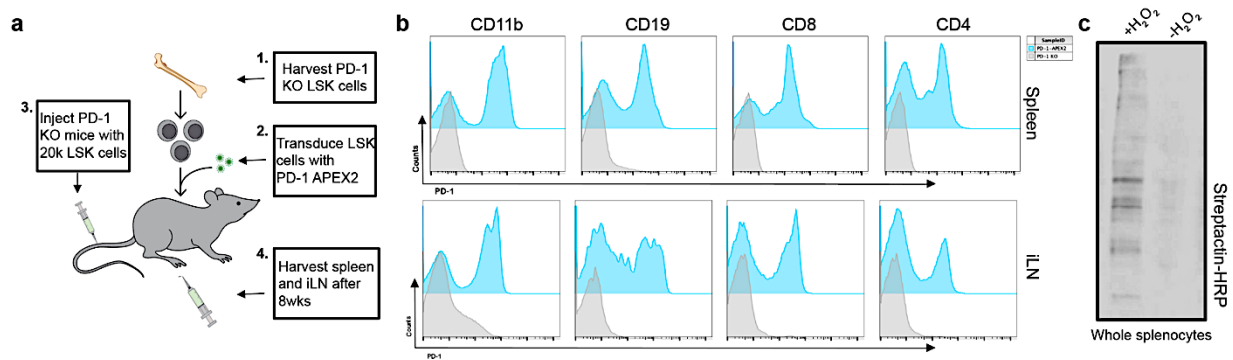 a
1.
Harvest PD-1
KO LSK cells
3.
Inject PD-1
KO mice with
20k LSK cells
2.
Transduce LSK
cells with
PD-1 APEX2
4.
Harvest spleen
and iLN after
8wks
b
CD11b
CD19
CD8
CD4
SampleID
PD-1-APEX2
PD-1 KO
Spleen
Counts
PD-1
iLN
Counts
PD-1
c
+H₂O₂
-H₂O₂
Streptactin-HRP
Whole splenocytes